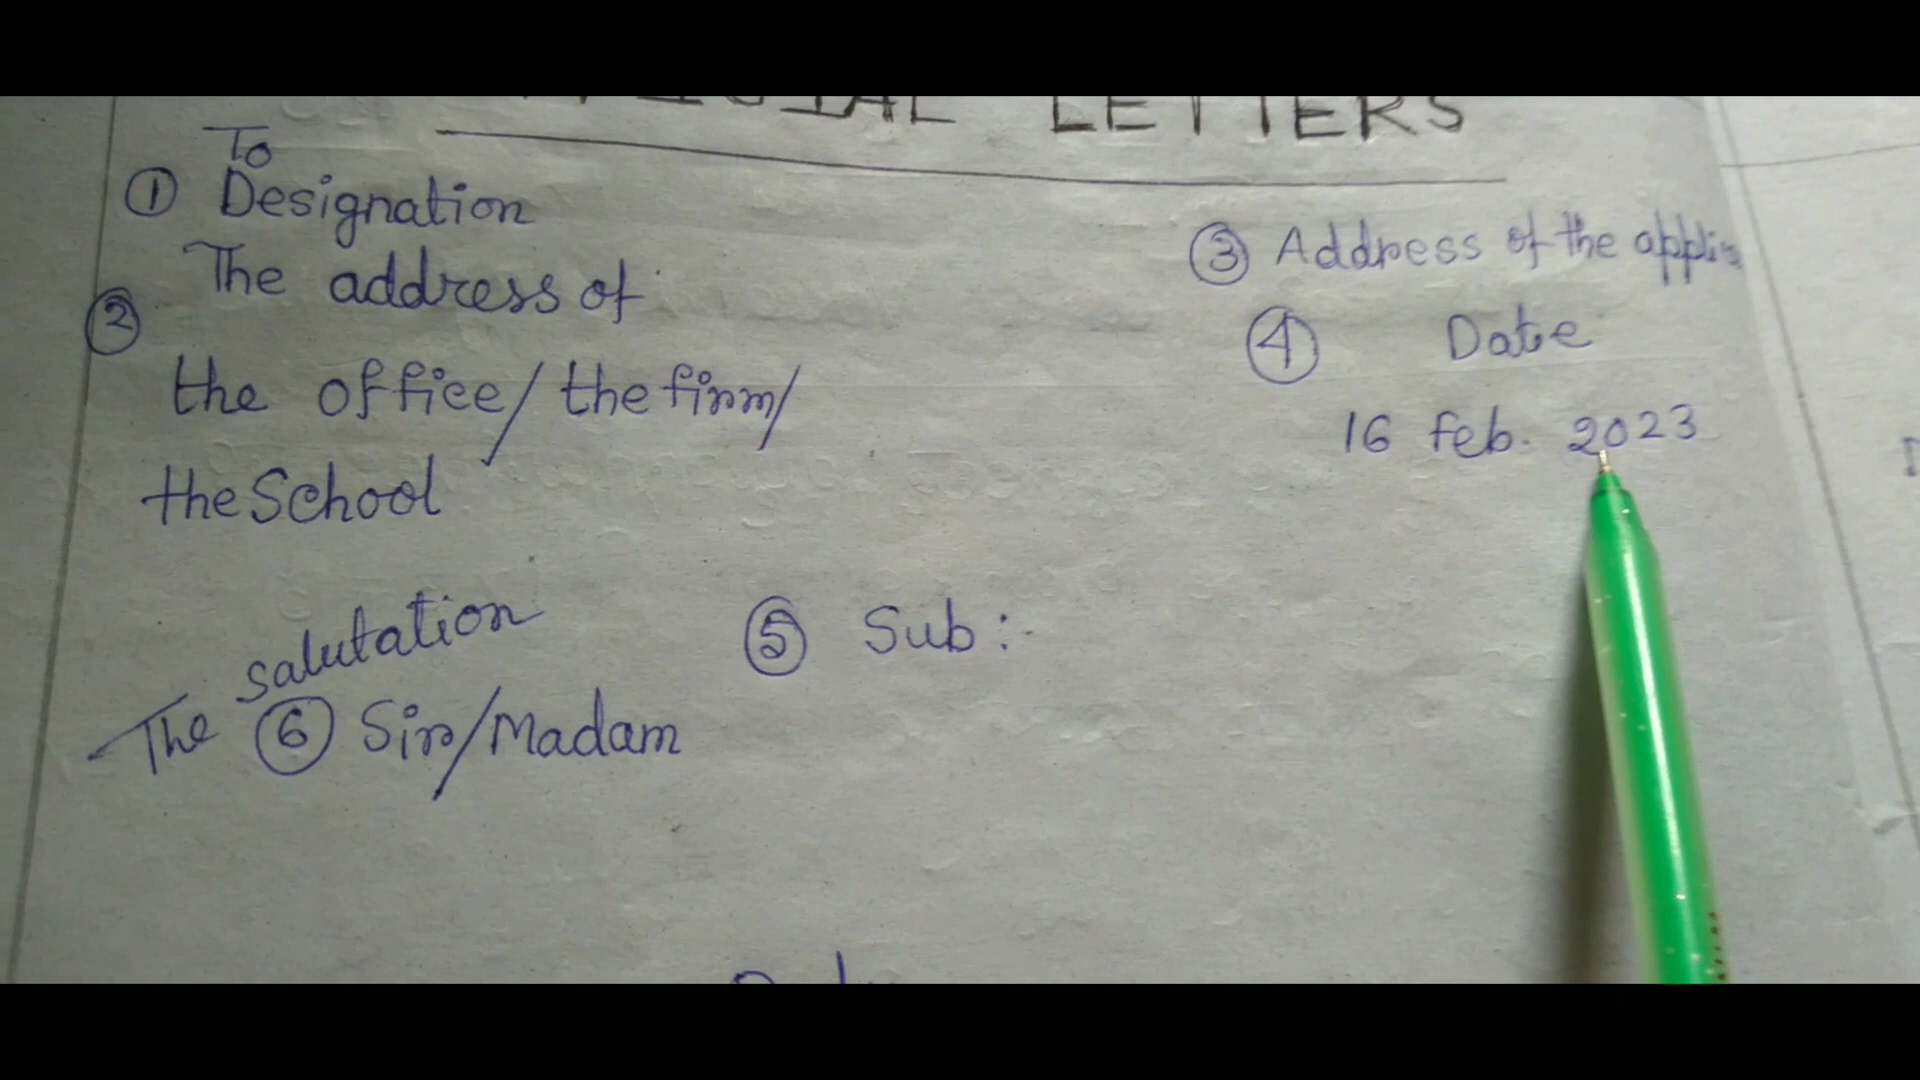 LETTERS
To
① Designation
② The address of
the office/ the firm/
the School
③ Address of the
④ Date
16 Feb. 2023
⑤ Sub:
The salutation
⑥ Sir/Madam